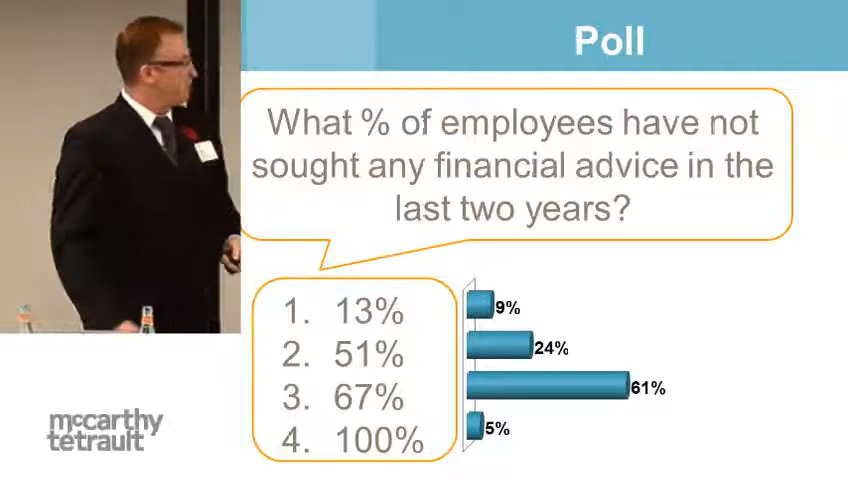 Poll
What % of employees have not
sought any financial advice in the
last two years?
1. 13%
9%
2. 51%
24%
3. 67%
61%
4. 100%
5%
mccarthy
tetrault